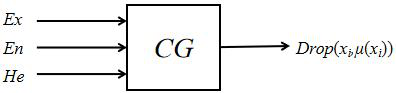 Ex
En
He
CG
Drop(xᵢ,μ(xᵢ))